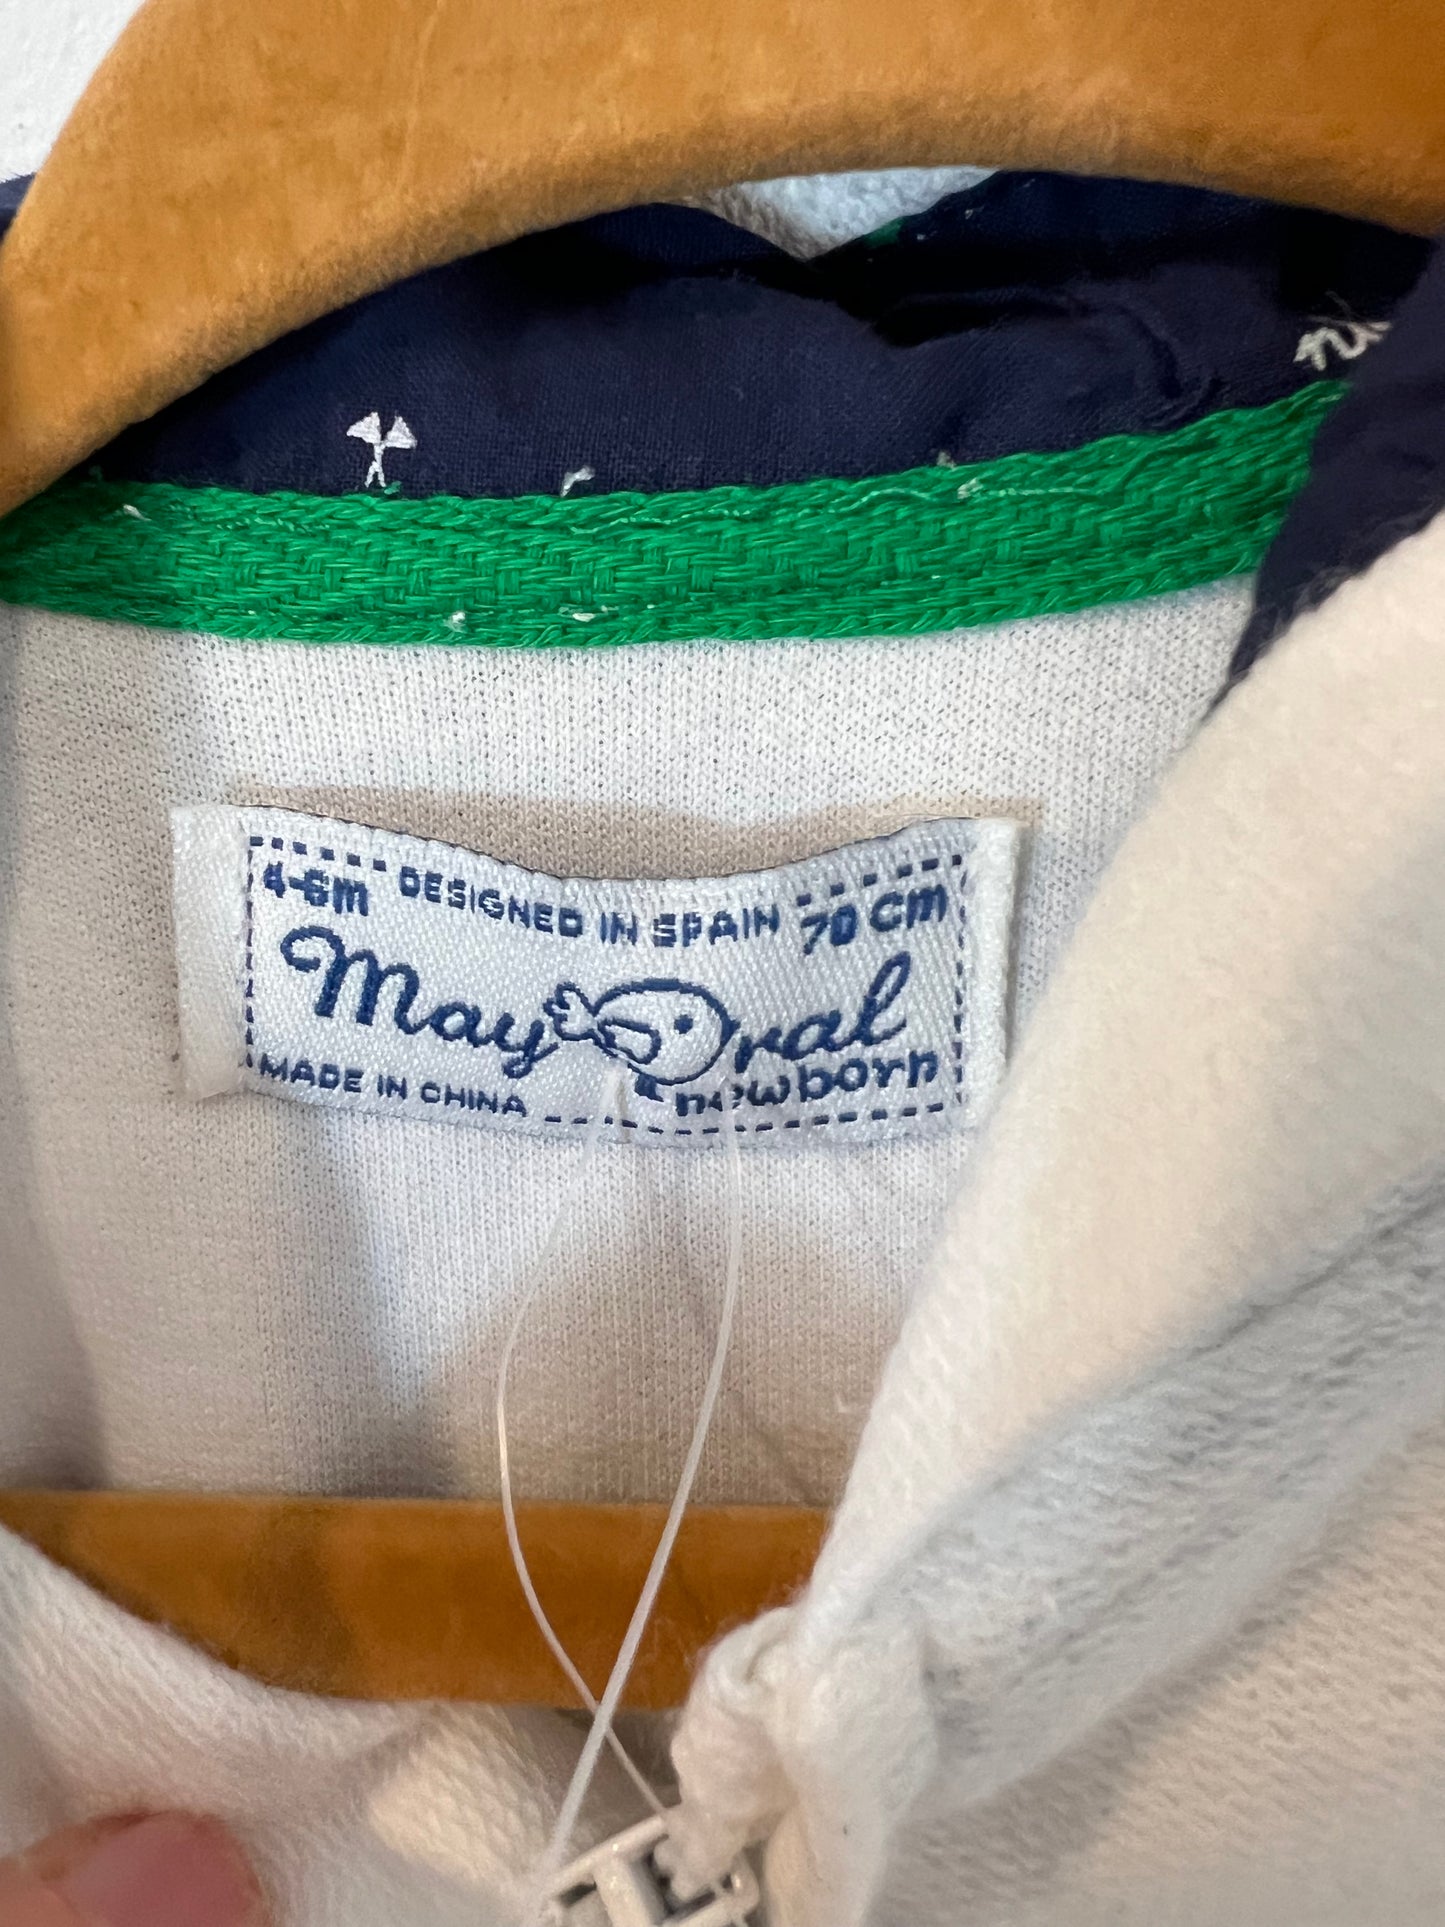 4-6m DESIGNED IN SPAIN 70 cm
Mayoral
newborn
MADE IN CHINA